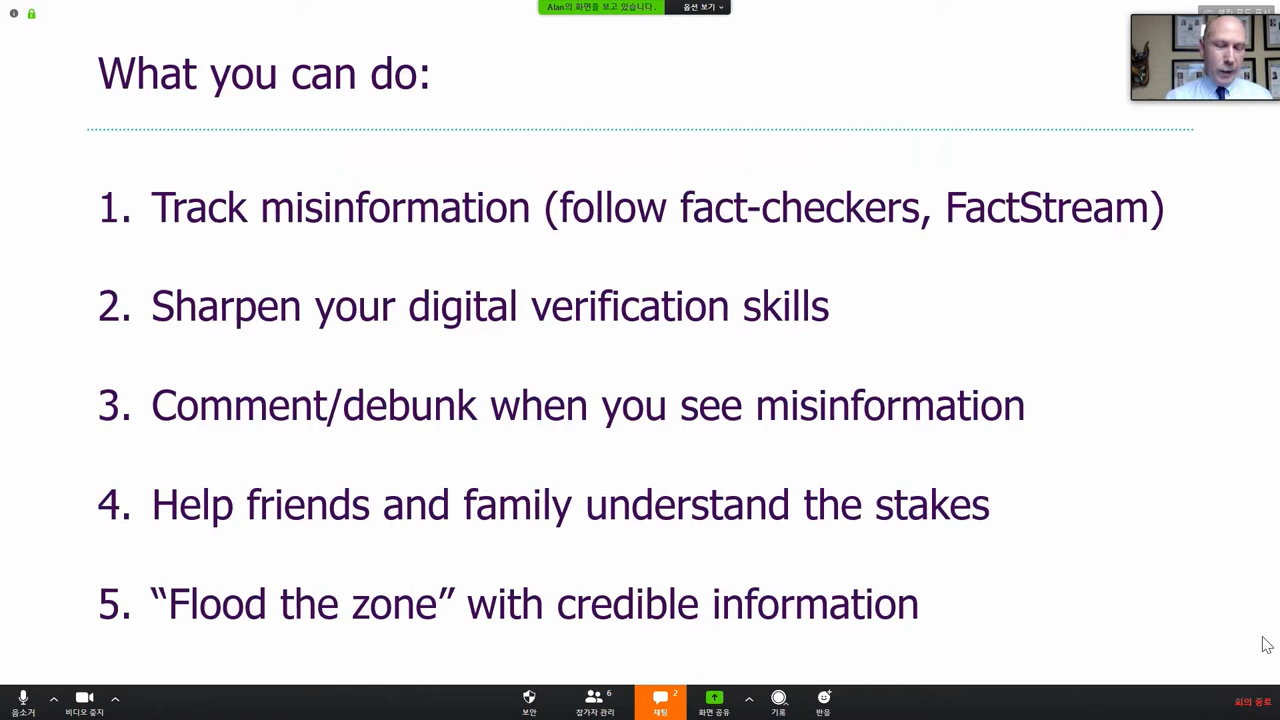 Alan의 화면을 보고 있습니다.
옵션 보기
What you can do:
1. Track misinformation (follow fact-checkers, FactStream)
2. Sharpen your digital verification skills
3. Comment/debunk when you see misinformation
4. Help friends and family understand the stakes
5. “Flood the zone” with credible information
음소거
비디오 중지
보안
6
참가자 관리
2
채팅
화면 공유
기록
반응
회의 종료